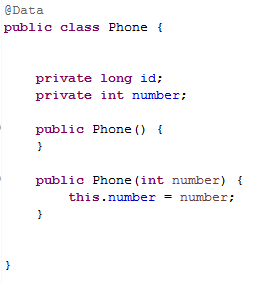 @Data
public class Phone {
private long id;
private int number;
public Phone() {
}
public Phone(int number) {
this.number = number;
}
}